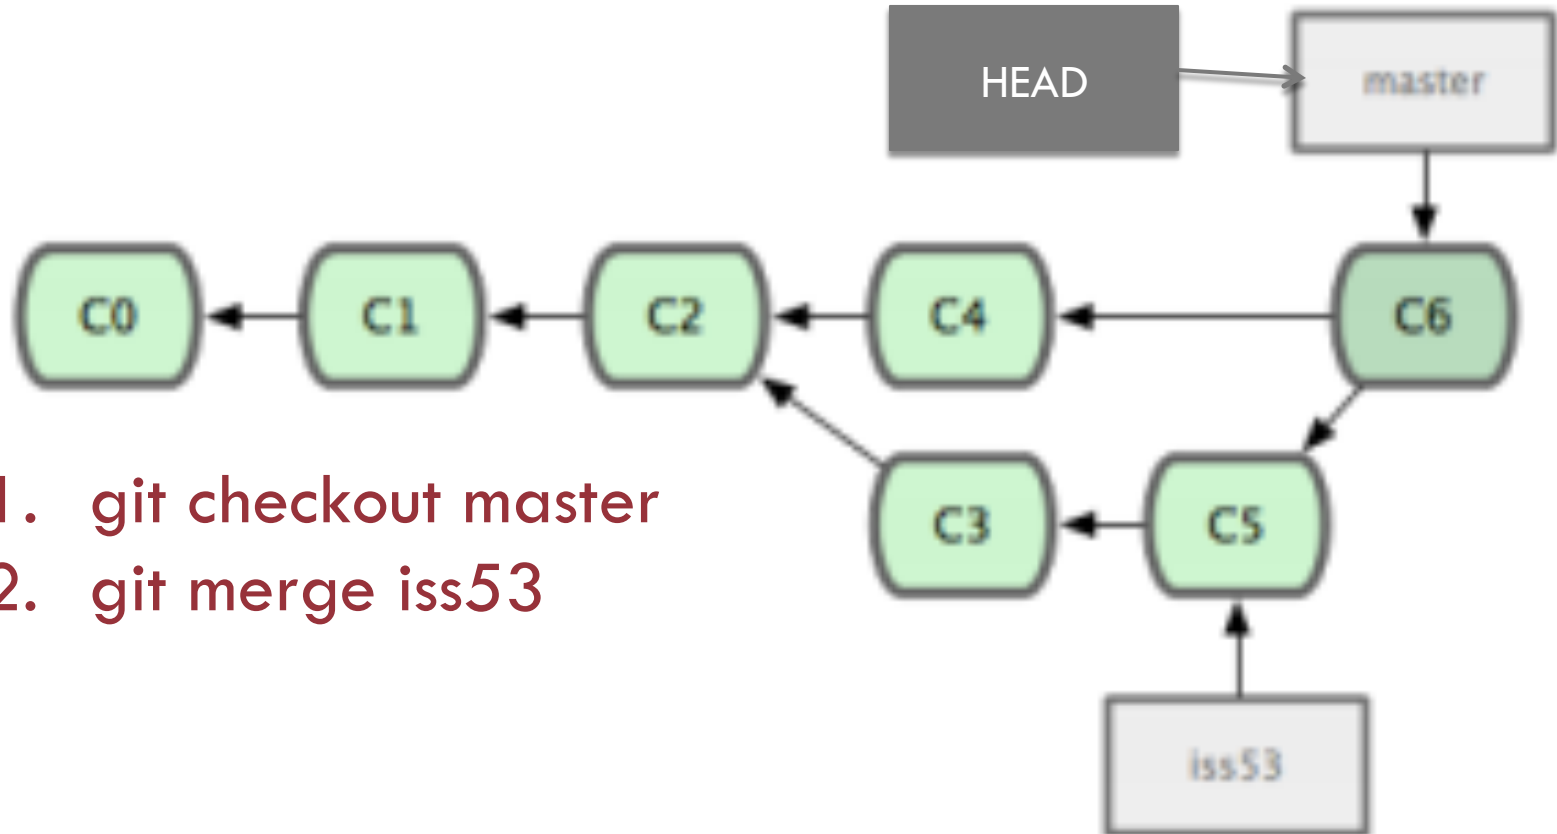 HEAD
master
C0
C1
C2
C4
C6
1. git checkout master
2. git merge iss53
C3
C5
iss53